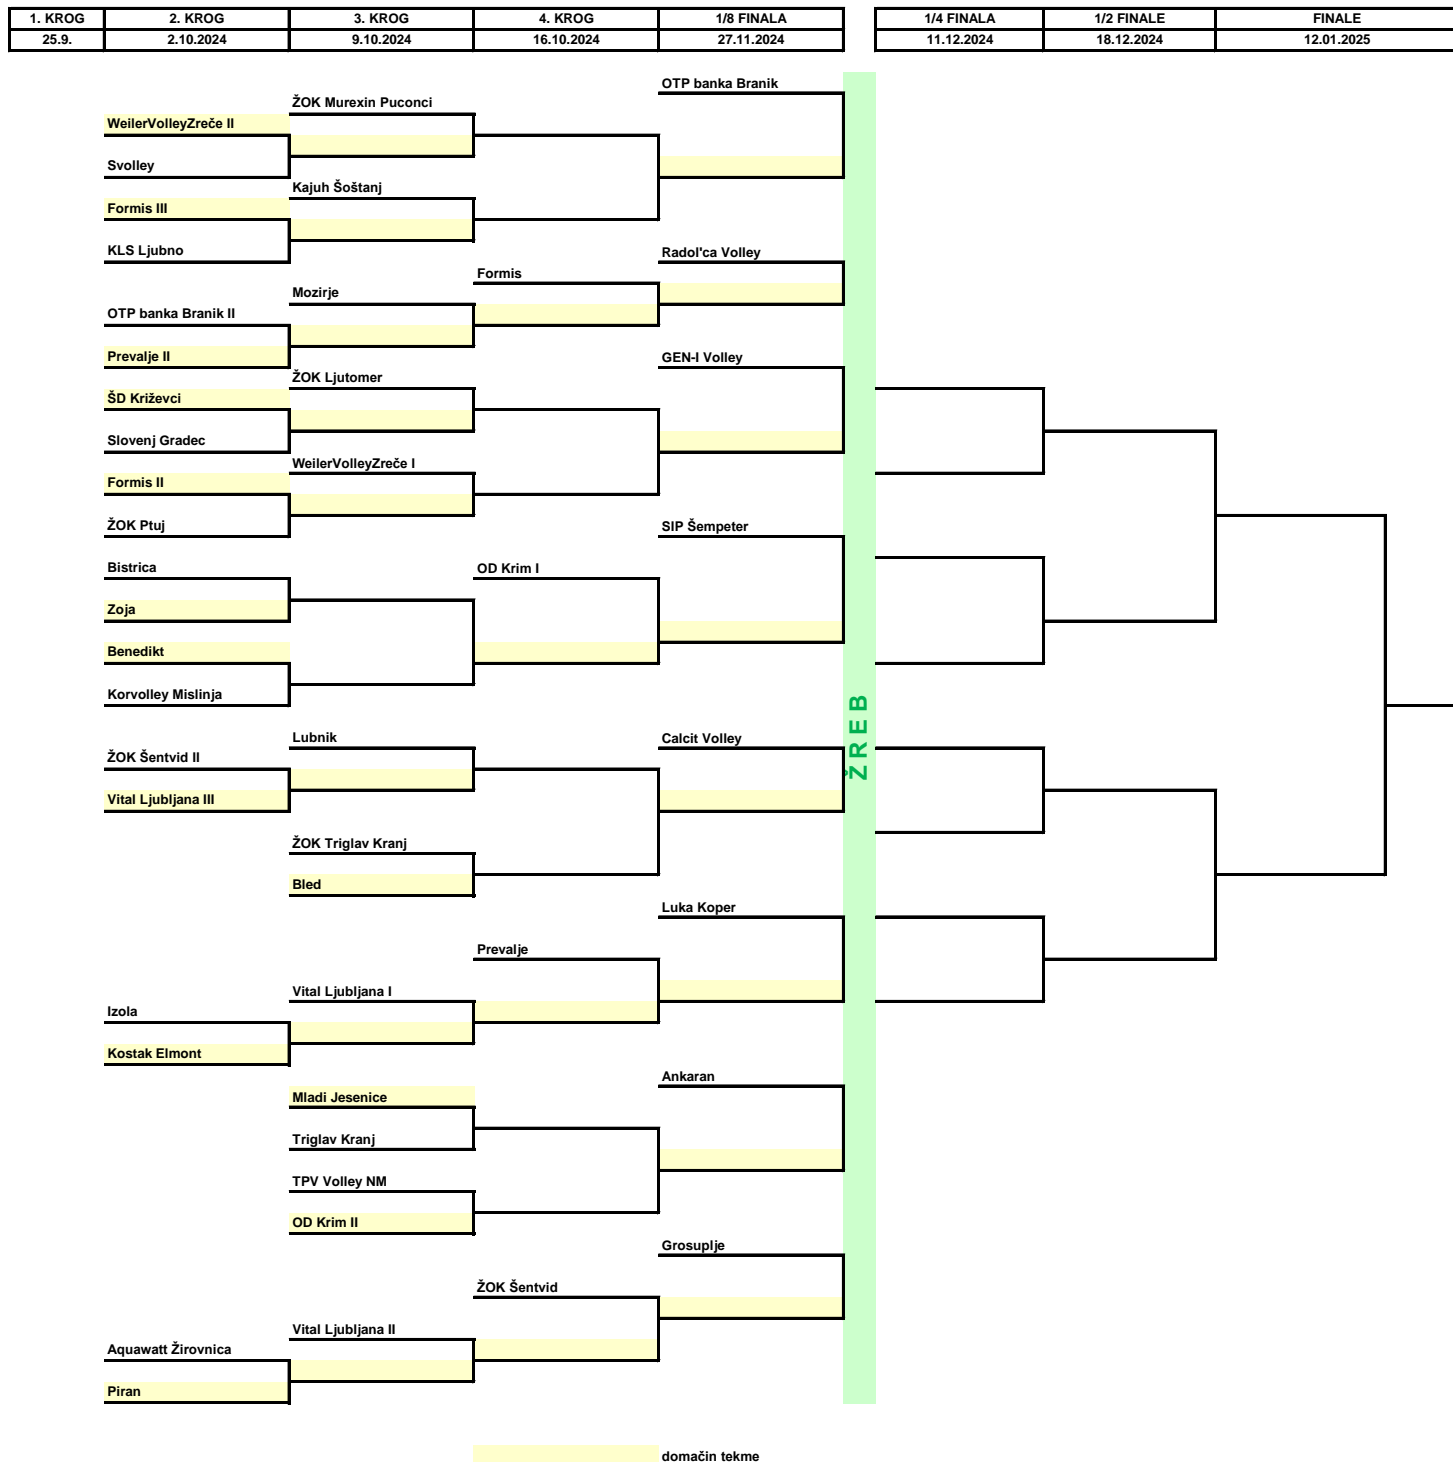 1. KROG 2. KROG 3. KROG 4. KROG 1/8 FINALA 1/4 FINALA 1/2 FINALE FINALE
25.9. 2.10.2024 9.10.2024 16.10.2024 27.11.2024 11.12.2024 18.12.2024 12.01.2025
OTP banka Branik
ŽOK Murexin Puconci
WeilerVolleyZreče II
Svolley
Kajuh Šoštanj
Formis III
KLS Ljubno
Radol'ca Volley
Formis
Mozirje
OTP banka Branik II
Prevalje II
GEN-I Volley
ŽOK Ljutomer
ŠD Križevci
Slovenj Gradec
WeilerVolleyZreče I
Formis II
ŽOK Ptuj
SIP Šempeter
Bistrica
OD Krim I
Zoja
Benedikt
Korvolley Mislinja
ŽREB
Lubnik
Calcit Volley
ŽOK Šentvid II
Vital Ljubljana III
ŽOK Triglav Kranj
Bled
Luka Koper
Prevalje
Vital Ljubljana I
Izola
Kostak Elmont
Ankaran
Mladi Jesenice
Triglav Kranj
TPV Volley NM
OD Krim II
Grosuplje
ŽOK Šentvid
Vital Ljubljana II
Aquawatt Žirovnica
Piran
domačin tekme